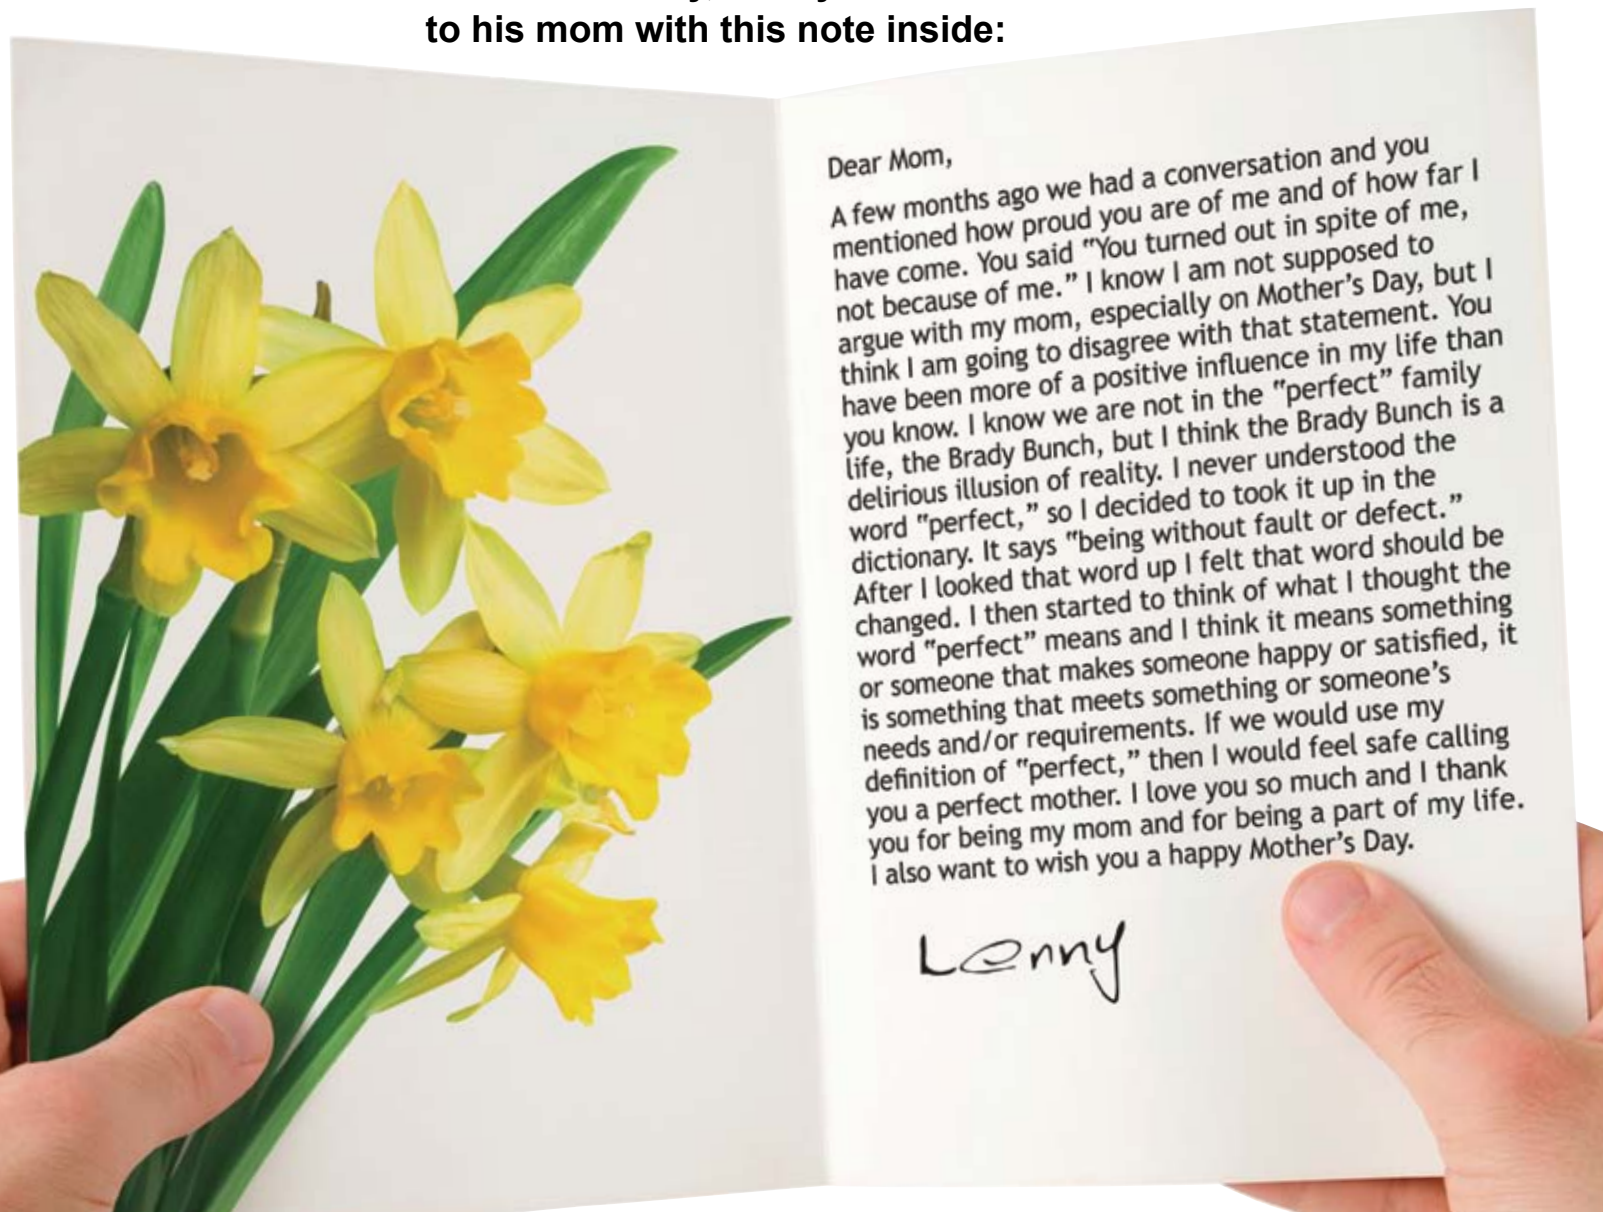 to his mom with this note inside:
Dear Mom,
A few months ago we had a conversation and you
mentioned how proud you are of me and of how far I
have come. You said "You turned out in spite of me,
not because of me." I know I am not supposed to
argue with my mom, especially on Mother's Day, but I
think I am going to disagree with that statement. You
have been more of a positive influence in my life than
you know. I know we are not in the "perfect" family
life, the Brady Bunch, but I think the Brady Bunch is a
delirious illusion of reality. I never understood the
word "perfect," so I decided to took it up in the
dictionary. It says "being without fault or defect."
After I looked that word up I felt that word should be
changed. I then started to think of what I thought the
word "perfect" means and I think it means something
or someone that makes someone happy or satisfied, it
is something that meets something or someone's
needs and/or requirements. If we would use my
definition of "perfect," then I would feel safe calling
you a perfect mother. I love you so much and I thank
you for being my mom and for being a part of my life.
I also want to wish you a happy Mother's Day.
Lenny